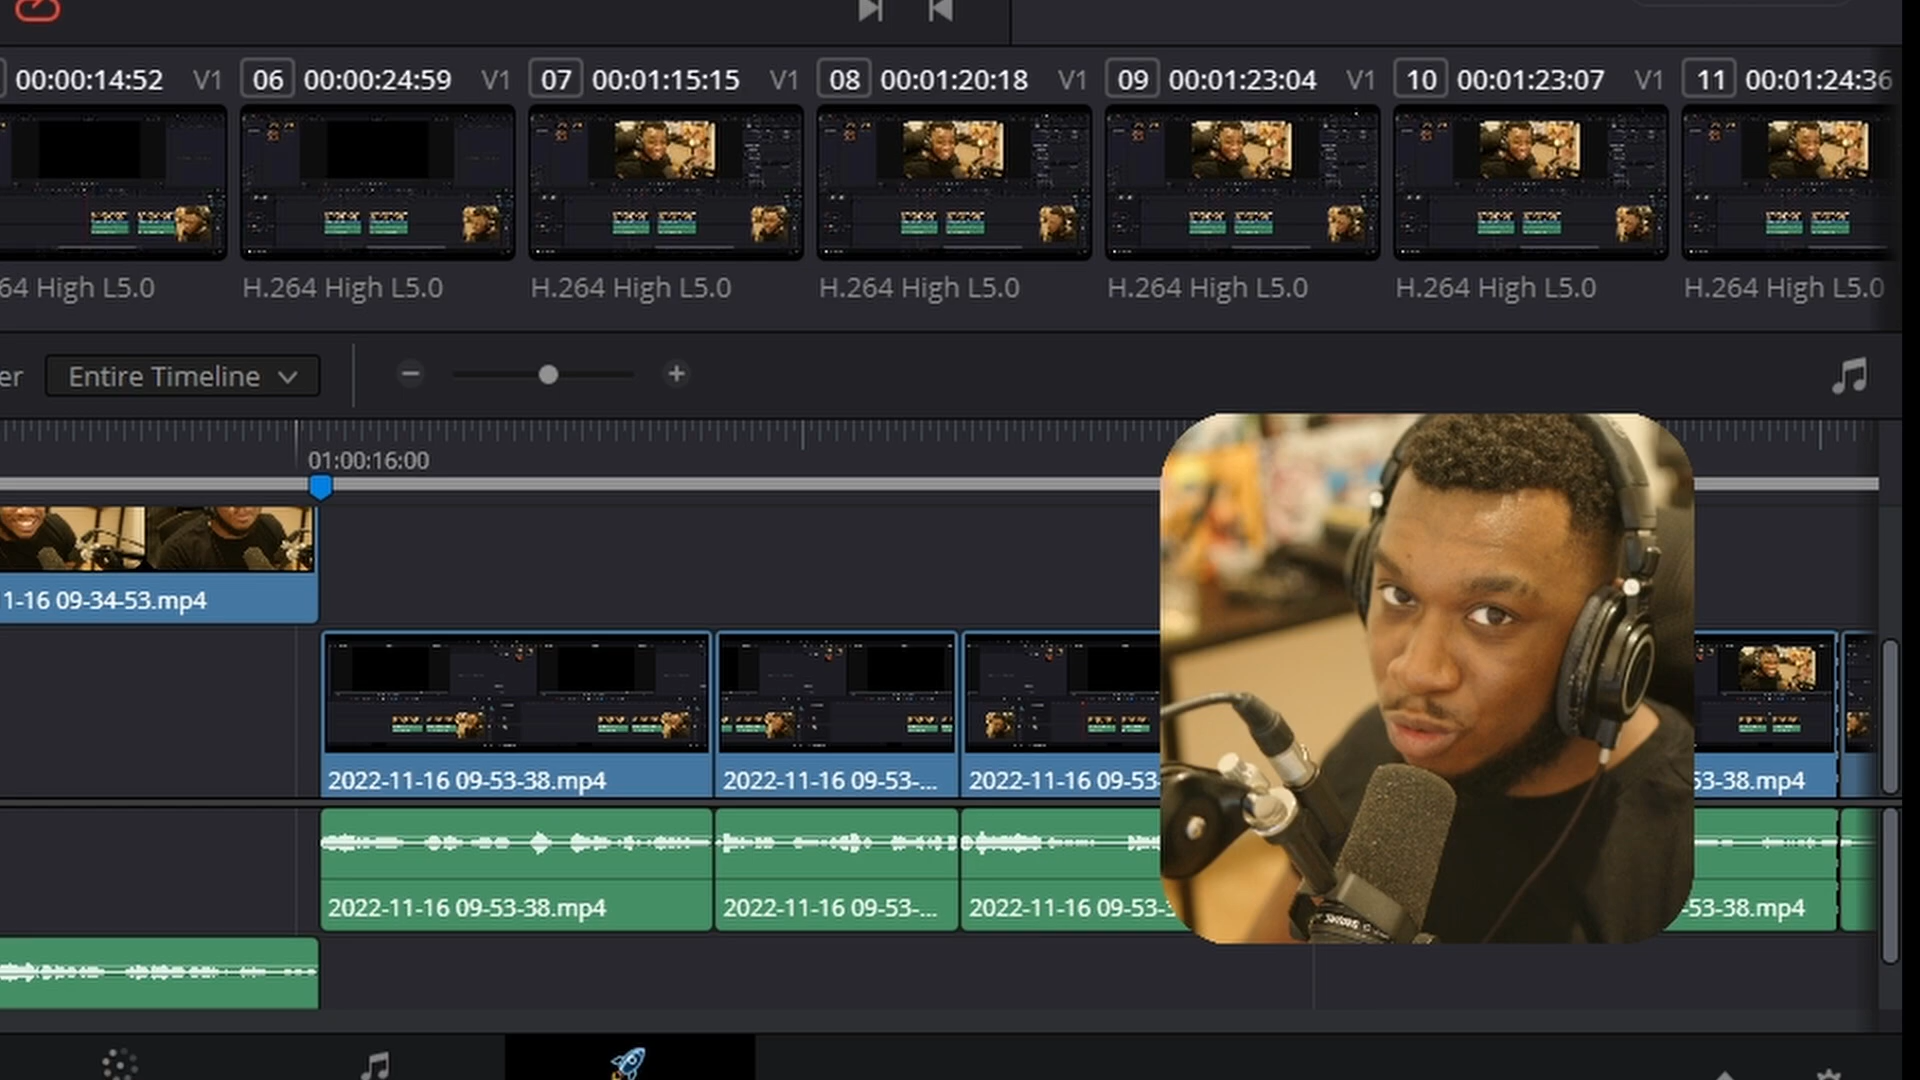 00:00:14:52 V1 06 00:00:24:59 V1 07 00:01:15:15 V1 08 00:01:20:18 V1 09 00:01:23:04 V1 10 00:01:23:07 V1 11 00:01:24:36
64 High L5.0 H.264 High L5.0 H.264 High L5.0 H.264 High L5.0 H.264 High L5.0 H.264 High L5.0 H.264 High L5.0
er Entire Timeline
01:00:16:00
1-16 09-34-53.mp4
2022-11-16 09-53-38.mp4 2022-11-16 09-53-... 2022-11-16 09-53 53-38.mp4
2022-11-16 09-53-38.mp4 2022-11-16 09-53-... 2022-11-16 09-53- -53-38.mp4
SHURE